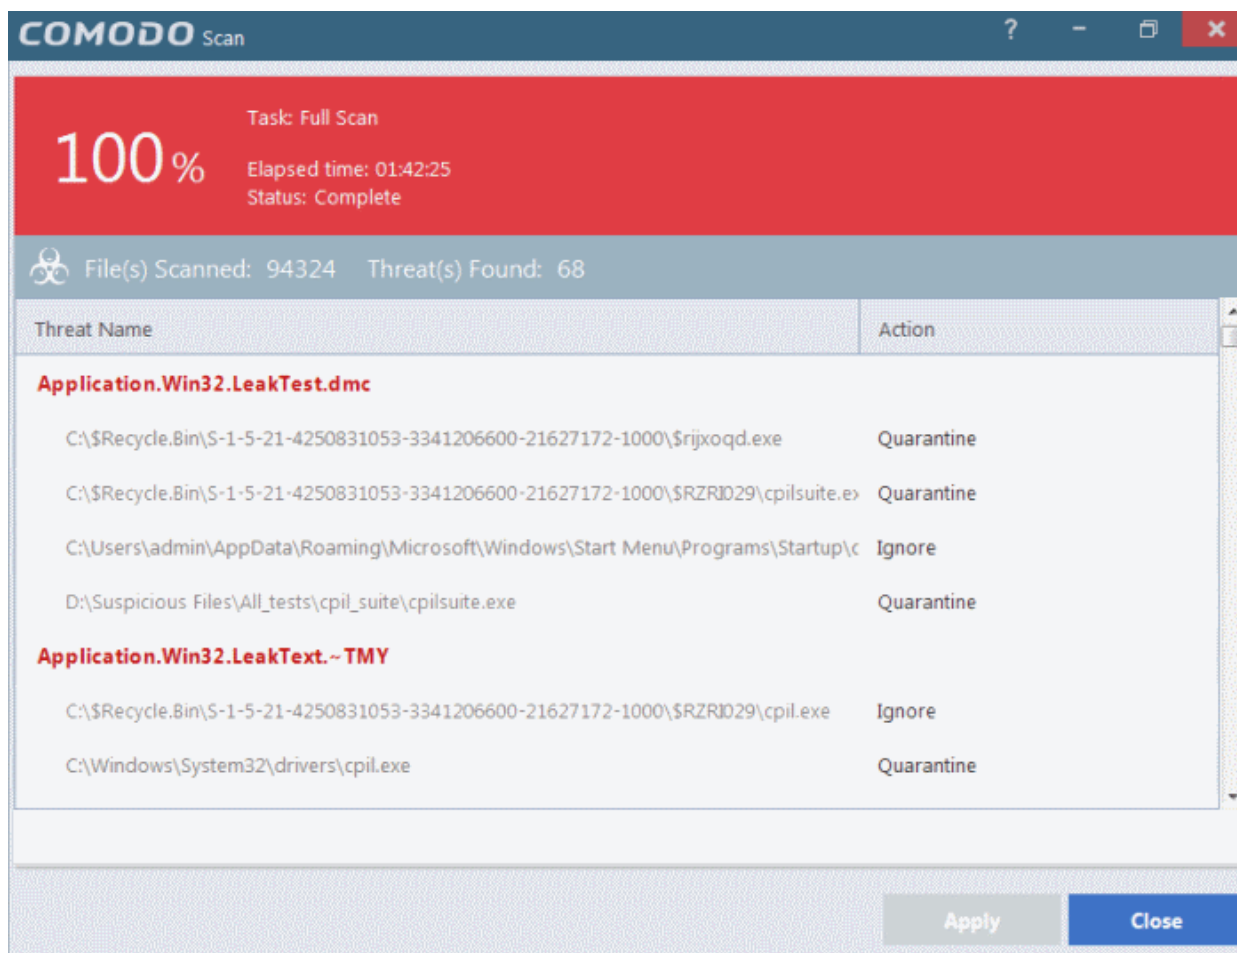 COMODO Scan
?
100%
Task: Full Scan
Elapsed time: 01:42:25
Status: Complete
File(s) Scanned: 94324 Threat(s) Found: 68
Threat Name Action
Application.Win32.LeakTest.dmc
C:\$Recycle.Bin\S-1-5-21-4250831053-3341206600-21627172-1000\$rijxoqd.exe Quarantine
C:\$Recycle.Bin\S-1-5-21-4250831053-3341206600-21627172-1000\$RZRI029\cpilsuite.ex Quarantine
C:\Users\admin\AppData\Roaming\Microsoft\Windows\Start Menu\Programs\Startup\c Ignore
D:\Suspicious Files\All_tests\cpil_suite\cpilsuite.exe Quarantine
Application.Win32.LeakText.~TMY
C:\$Recycle.Bin\S-1-5-21-4250831053-3341206600-21627172-1000\$RZRI029\cpil.exe Ignore
C:\Windows\System32\drivers\cpil.exe Quarantine
Apply Close